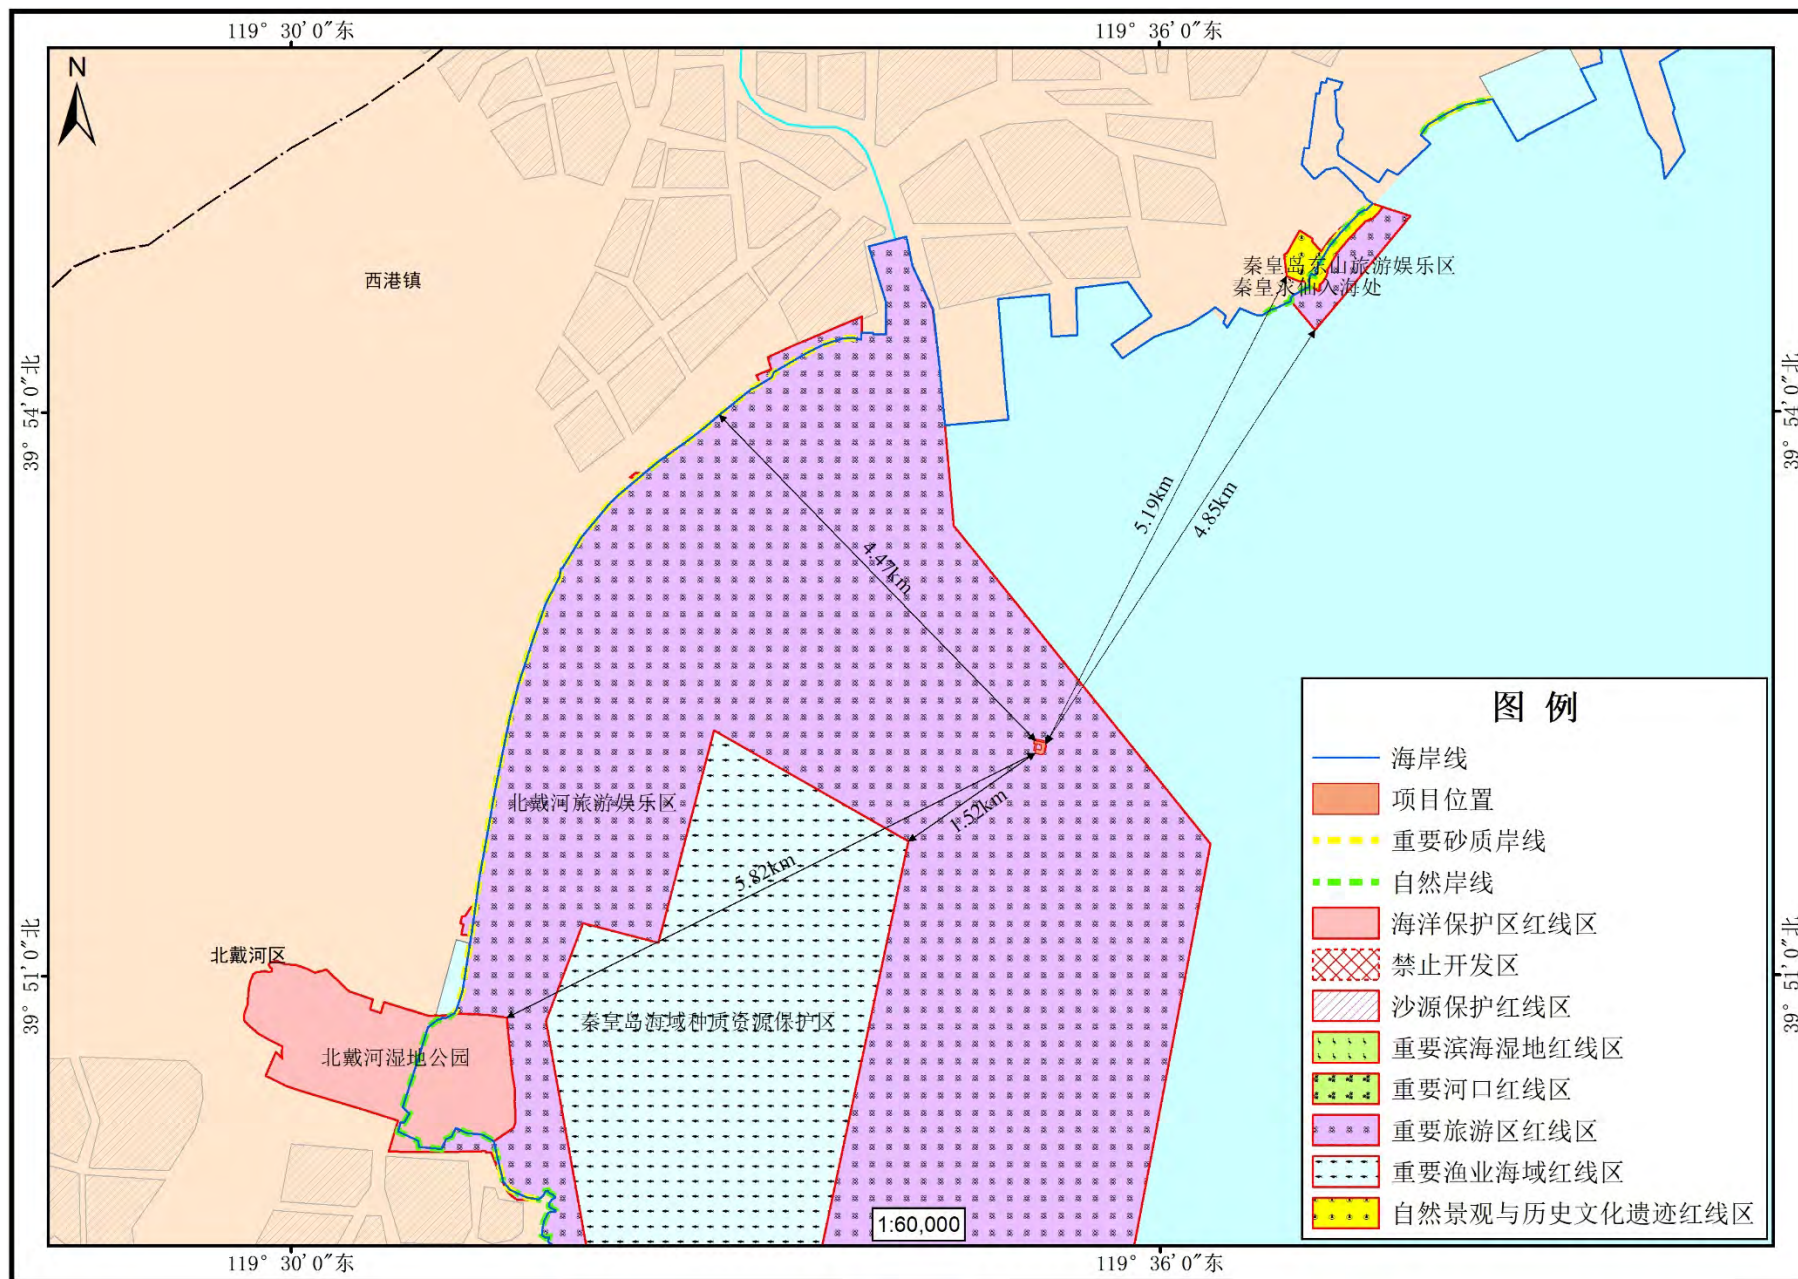 119° 30' 0"东
119° 36' 0"东
N
西港镇
秦皇岛东山旅游娱乐区
秦皇求仙入海处
39° 54' 0"北
39° 54' 0"北
5.19km
4.85km
4.47km
北戴河旅游娱乐区
1.52km
5.82km
北戴河区
39° 51' 0"北
39° 51' 0"北
秦皇岛海域种质资源保护区
北戴河湿地公园
1:60,000
图 例
海岸线
项目位置
重要砂质岸线
自然岸线
海洋保护区红线区
禁止开发区
沙源保护红线区
重要滨海湿地红线区
重要河口红线区
重要旅游区红线区
重要渔业海域红线区
自然景观与历史文化遗迹红线区
119° 30' 0"东
119° 36' 0"东